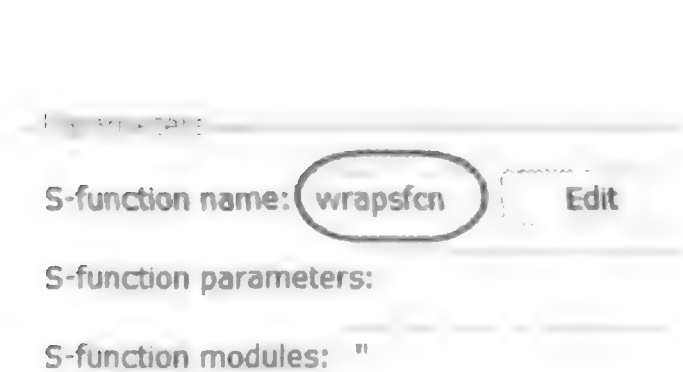 S-function name: wrapsfcn Edit
S-function parameters:
S-function modules: "